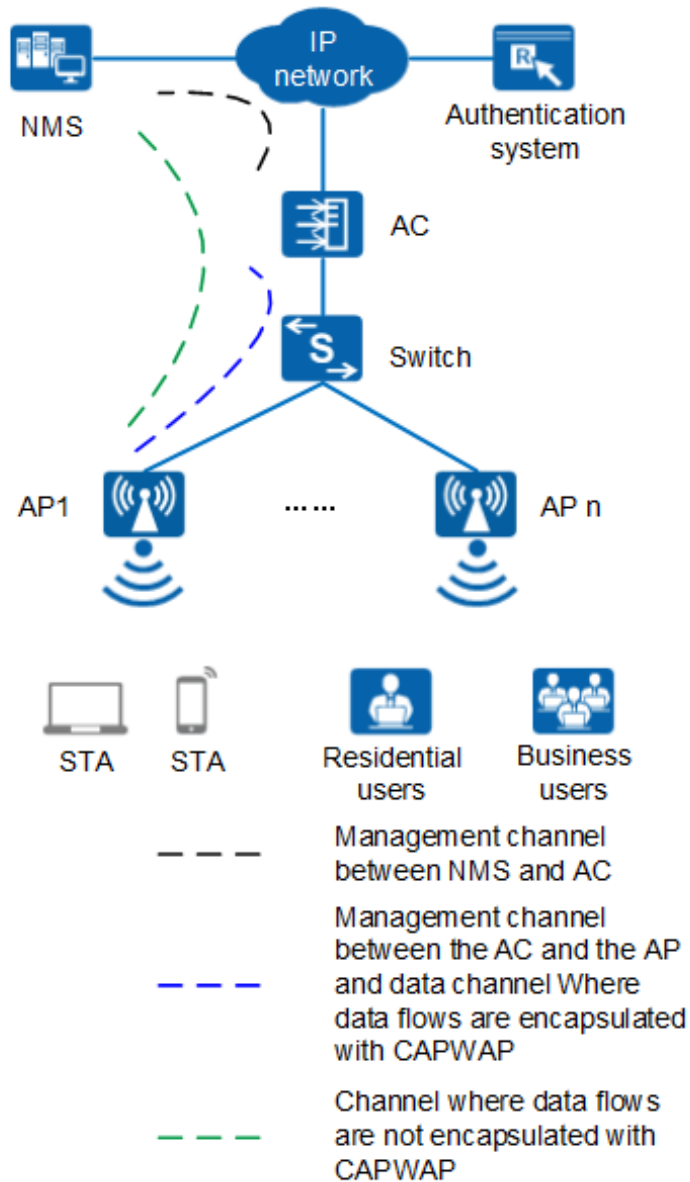 IP
network
R
NMS
Authentication
system
AC
S
Switch
AP1
......
AP n
STA
STA
Residential
users
Business
users
Management channel
between NMS and AC
Management channel
between the AC and the AP
and data channel Where
data flows are encapsulated
with CAPWAP
Channel where data flows
are not encapsulated with
CAPWAP